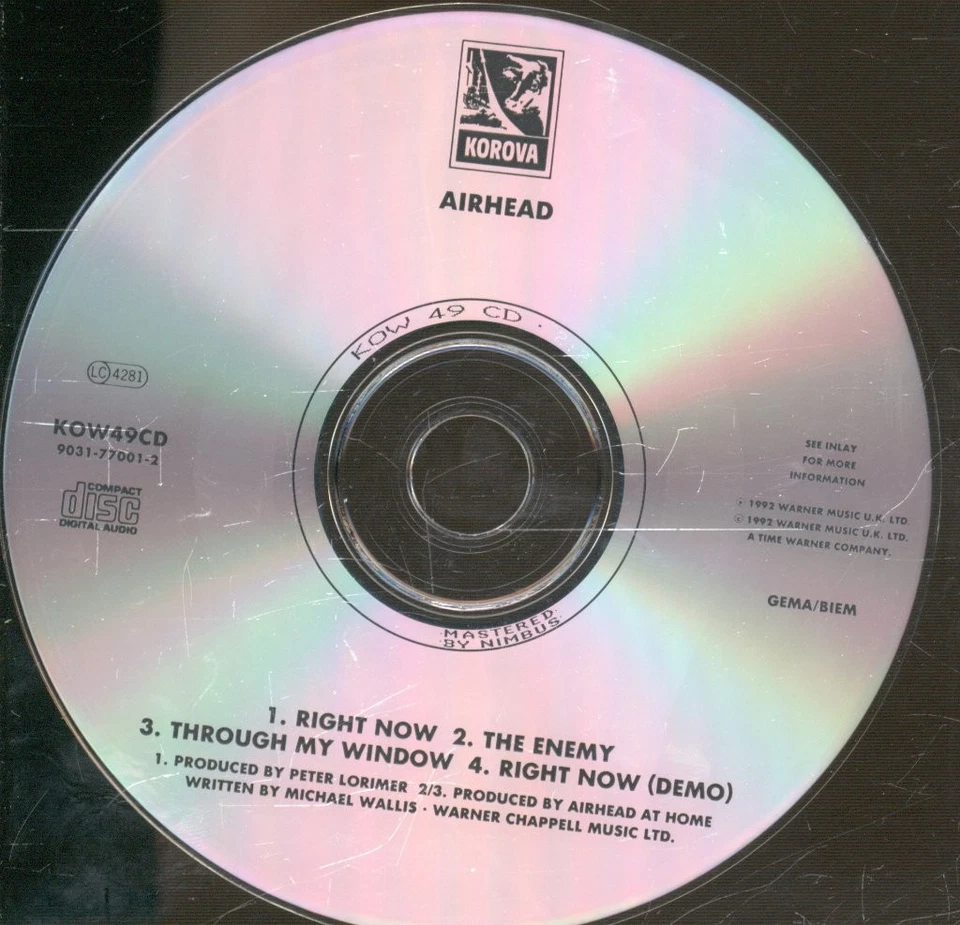 KOROVA
AIRHEAD
KOW 49 CD ·
LC 4281
KOW49CD
9031-77001-2
COMPACT
disc
DIGITAL AUDIO
SEE INLAY
FOR MORE
INFORMATION
℗ 1992 WARNER MUSIC U.K. LTD.
© 1992 WARNER MUSIC U.K. LTD.
A TIME WARNER COMPANY.
GEMA/BIEM
MASTERED
BY NIMBUS
1. RIGHT NOW 2. THE ENEMY
3. THROUGH MY WINDOW 4. RIGHT NOW (DEMO)
1. PRODUCED BY PETER LORIMER 2/3. PRODUCED BY AIRHEAD AT HOME
WRITTEN BY MICHAEL WALLIS · WARNER CHAPPELL MUSIC LTD.